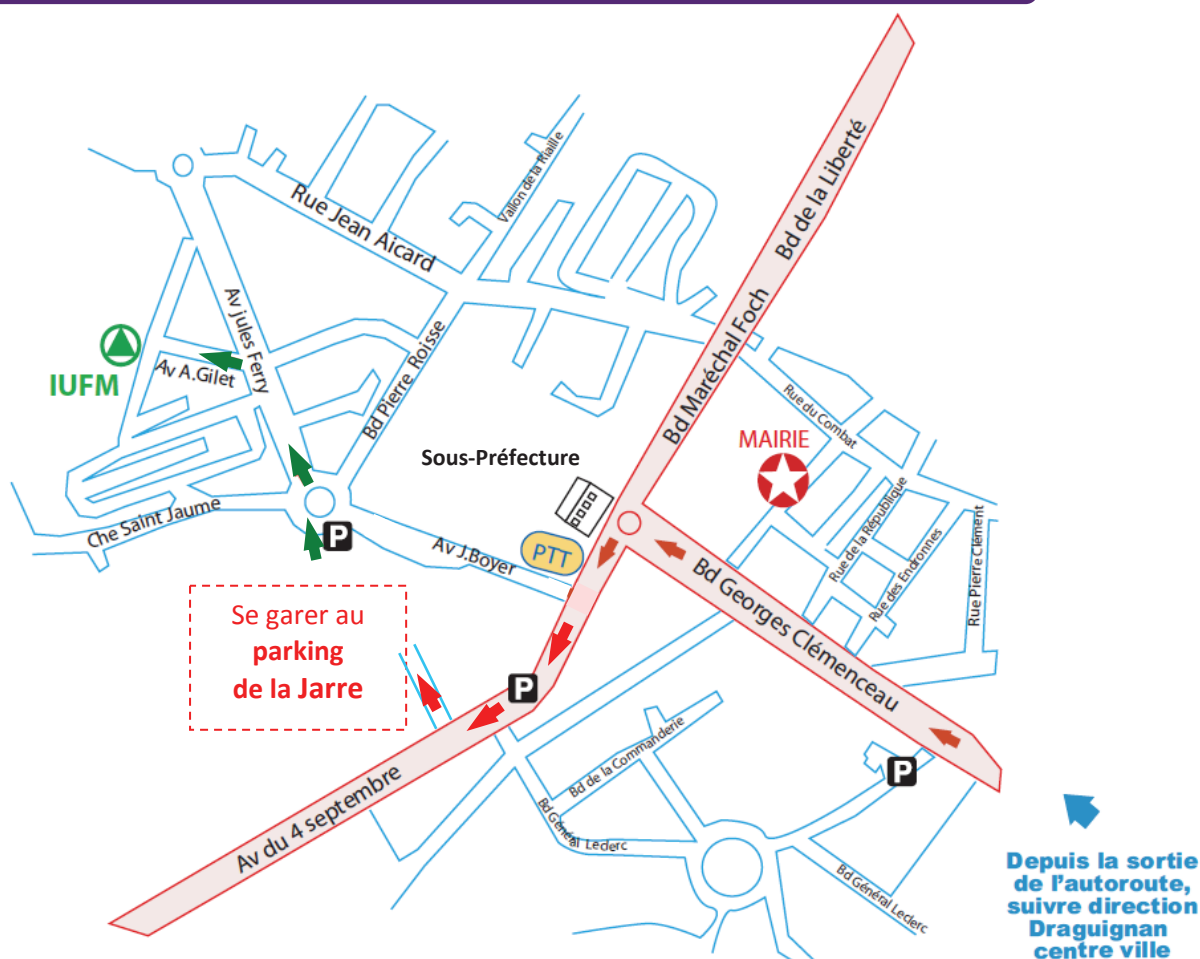 Bd de la Liberté
Vallon de la Riaille
Rue Jean Aicard
Bd Maréchal Foch
Av jules Ferry
IUFM
Av A.Gilet
Bd Pierre Roisse
Rue du Combat
MAIRIE
Sous-Préfecture
Che Saint Jaume
P
Av J.Boyer
PTT
Rue de la République
Rue des Endronnes
Rue Pierre Clément
Bd Georges Clémenceau
Se garer au
parking
de la Jarre
P
Bd de la Commanderie
P
Av du 4 septembre
Bd Général Leclerc
Bd Général Leclerc
Depuis la sortie
de l'autoroute,
suivre direction
Draguignan
centre ville